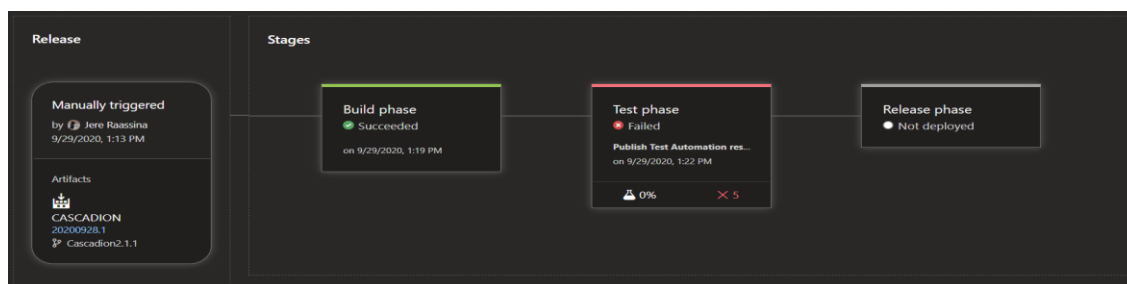 Release
Manually triggered
by Jere Raassina
9/29/2020, 1:13 PM
Artifacts
CASCADION
20200928.1
Cascadion2.1.1
Stages
Build phase
Succeeded
on 9/29/2020, 1:19 PM
Test phase
Failed
Publish Test Automation res...
on 9/29/2020, 1:22 PM
0% 5
Release phase
Not deployed